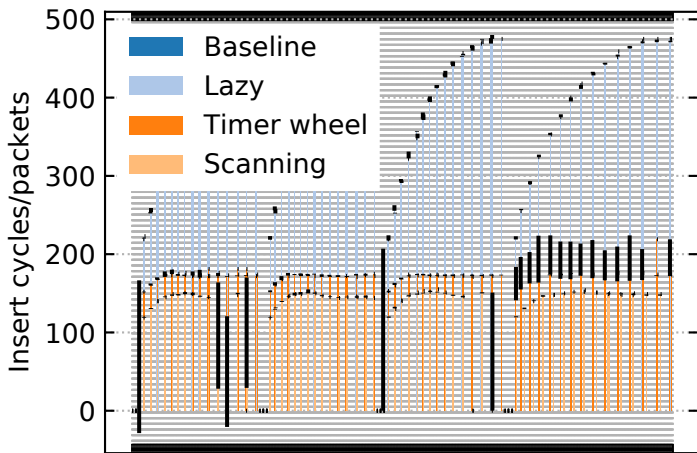 500
400
300
200
100
0
Insert cycles/packets
Baseline
Lazy
Timer wheel
Scanning